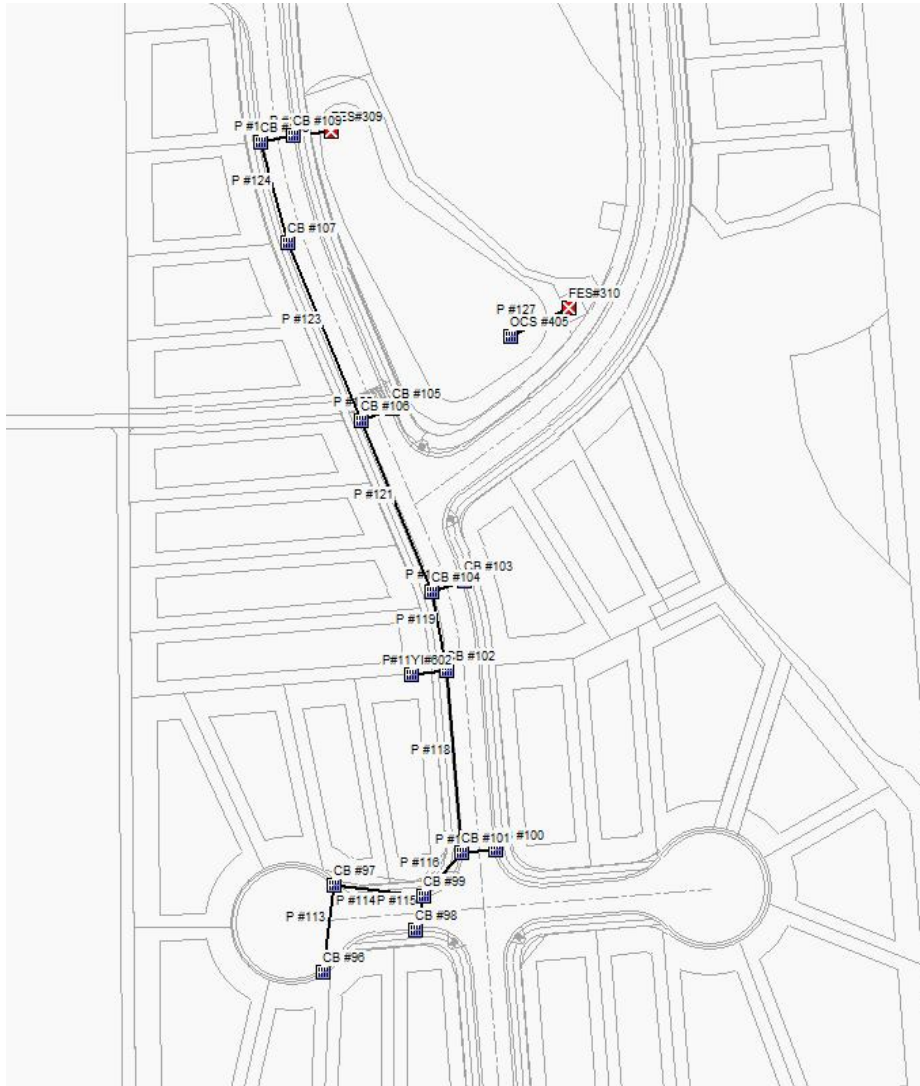 CB #109
FES#309
P #124
CB #107
P #123
FES#310
P #127
OCS #405
CB #105
CB #106
P #121
CB #103
CB #104
P #119
CB #102
YI#602
P #118
CB #101
P #116
CB #97
CB #99
P #114
P #115
P #113
CB #98
CB #96